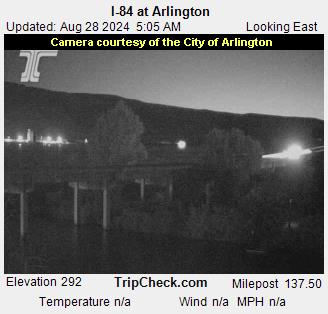 I-84 at Arlington
Updated: Aug 28 2024 5:05 AM Looking East
Camera courtesy of the City of Arlington
Elevation 292 TripCheck.com Milepost 137.50
Temperature n/a Wind n/a MPH n/a